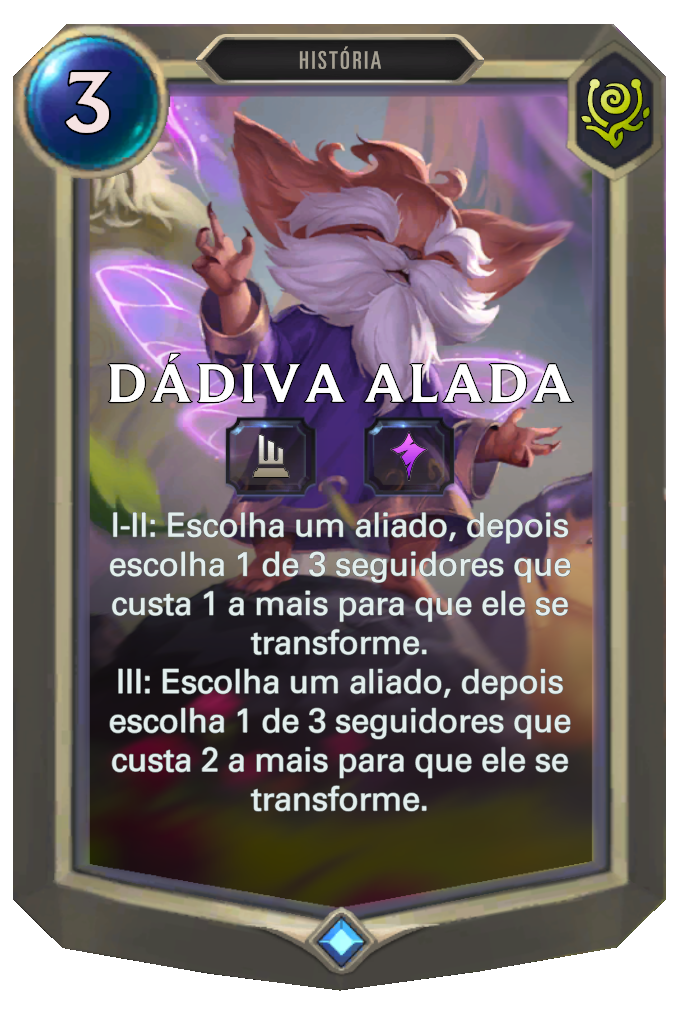 3
HISTÓRIA
DÁDIVA ALADA
I-II: Escolha um aliado, depois
escolha 1 de 3 seguidores que
custa 1 a mais para que ele se
transforme.
III: Escolha um aliado, depois
escolha 1 de 3 seguidores que
custa 2 a mais para que ele se
transforme.